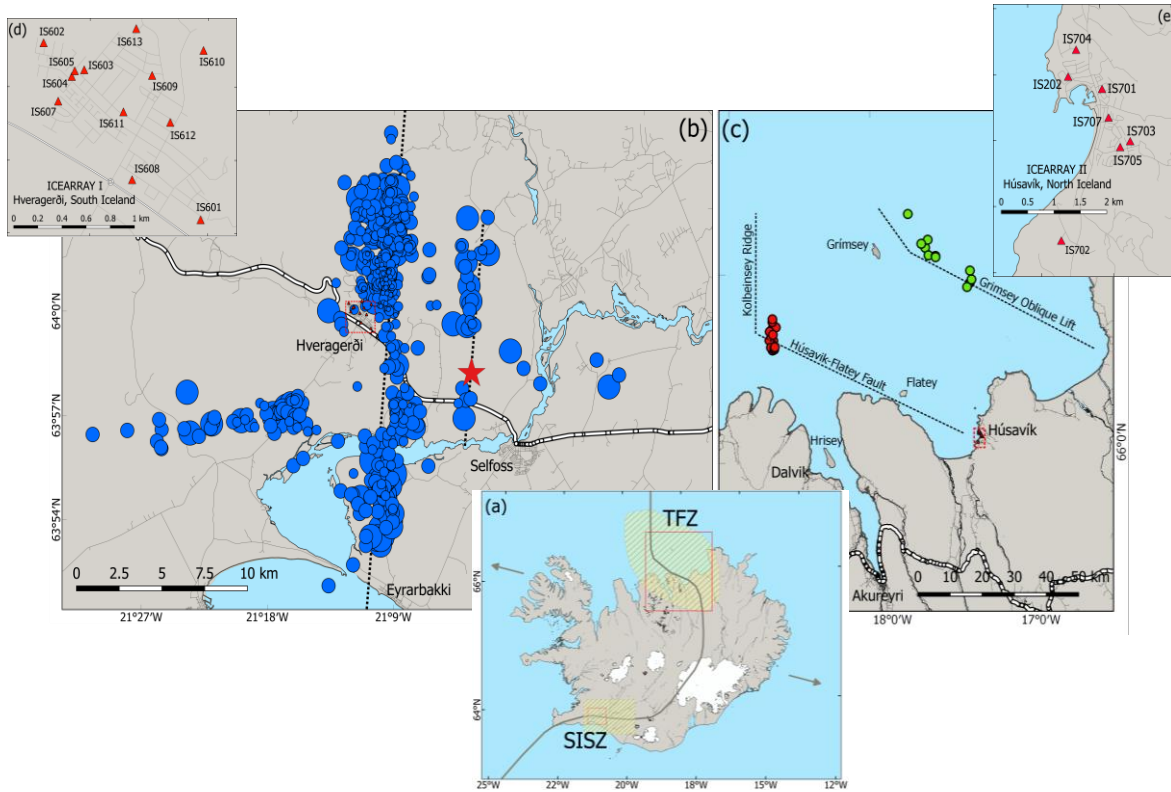 (d)
IS602
IS613
IS610
IS605
IS603
IS604
IS609
IS607
IS611
IS612
IS608
ICEARRAY I
Hveragerði, South Iceland
0 0.2 0.4 0.6 0.8 1 km
IS601
(b)
64°0'N
63°57'N
63°54'N
Hveragerði
Selfoss
Eyrarbakki
0 2.5 5 7.5 10 km
21°27'W
21°18'W
21°9'W
(c)
Kolbeinsey Ridge
Grímsey
Grimsey Oblique Lift
Húsavik-Flatey Fault
Flatey
Húsavík
Hrisey
Dalvik
Akureyri
0 10 20 30 40 50 km
66°0'N
18°0'W
17°0'W
(e)
IS704
IS202
IS701
IS707
IS703
IS705
ICEARRAY II
Húsavík, North Iceland
0 0.5 1 1.2 2 km
IS702
(a)
TFZ
SISZ
66°N
64°N
25°W
22°W
20°W
18°W
16°W
12°W